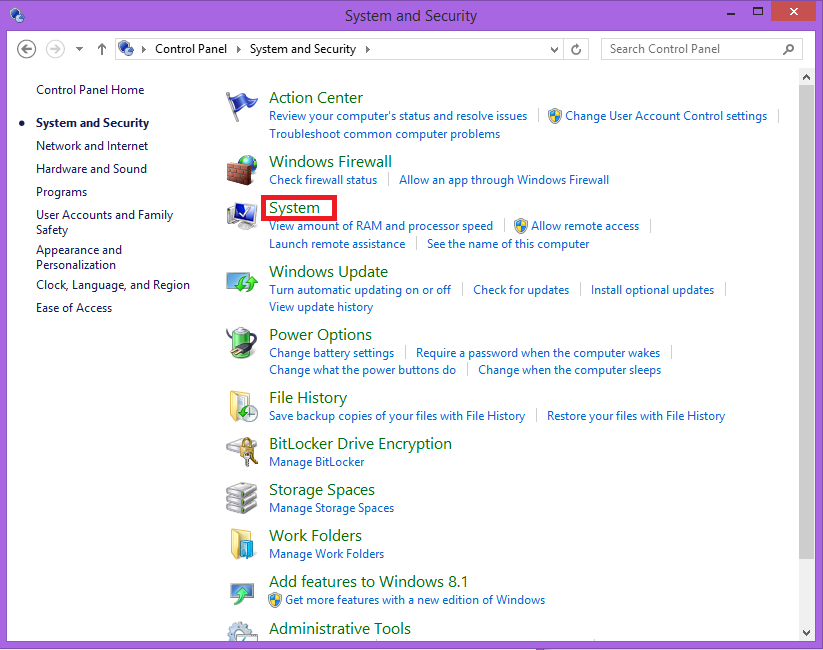 System and Security
Control Panel
System and Security
Search Control Panel
Control Panel Home
System and Security
Network and Internet
Hardware and Sound
Programs
User Accounts and Family
Safety
Appearance and
Personalization
Clock, Language, and Region
Ease of Access
Action Center
Review your computer's status and resolve issues
Change User Account Control settings
Troubleshoot common computer problems
Windows Firewall
Check firewall status
Allow an app through Windows Firewall
System
View amount of RAM and processor speed
Allow remote access
Launch remote assistance
See the name of this computer
Windows Update
Turn automatic updating on or off
Check for updates
Install optional updates
View update history
Power Options
Change battery settings
Require a password when the computer wakes
Change what the power buttons do
Change when the computer sleeps
File History
Save backup copies of your files with File History
Restore your files with File History
BitLocker Drive Encryption
Manage BitLocker
Storage Spaces
Manage Storage Spaces
Work Folders
Manage Work Folders
Add features to Windows 8.1
Get more features with a new edition of Windows
Administrative Tools